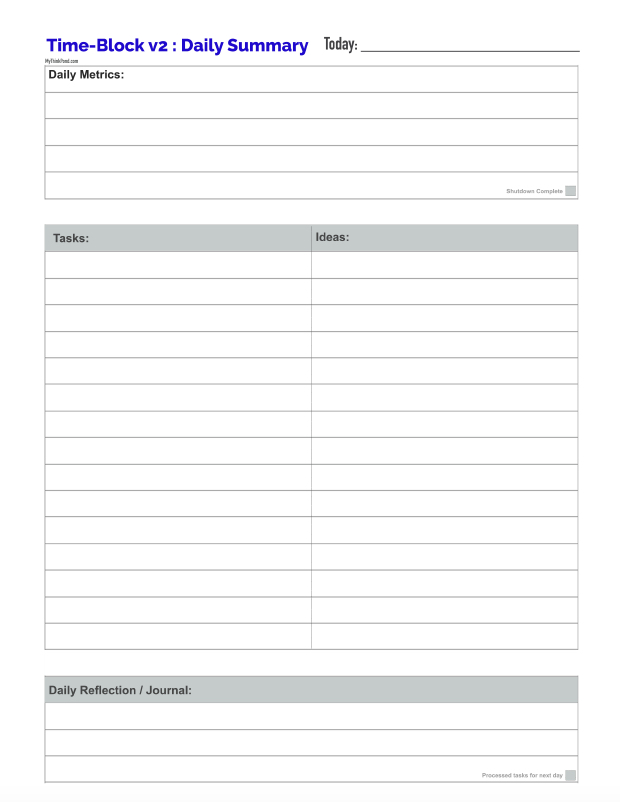 Time-Block v2 : Daily Summary Today:
MyThinkPond.com
Daily Metrics:
Shutdown Complete
Tasks: Ideas:
Daily Reflection / Journal:
Processed tasks for next day